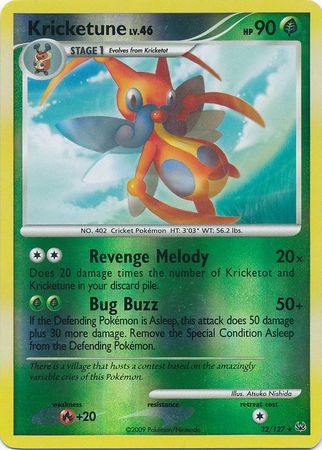 Kricketune LV.46 HP 90
STAGE 1 Evolves from Kricketot
NO. 402 Cricket Pokémon HT: 3'03" WT: 56.2 lbs.
Revenge Melody 20x
Does 20 damage times the number of Kricketot and
Kricketune in your discard pile.
Bug Buzz 50+
If the Defending Pokémon is Asleep, this attack does 50 damage
plus 30 more damage. Remove the Special Condition Asleep
from the Defending Pokémon.
There is a village that hosts a contest based on the amazingly
variable cries of this Pokémon.
Illus. Atsuko Nishida
weakness resistance retreat cost
+20
©2009 Pokémon/Nintendo 32/127 ★